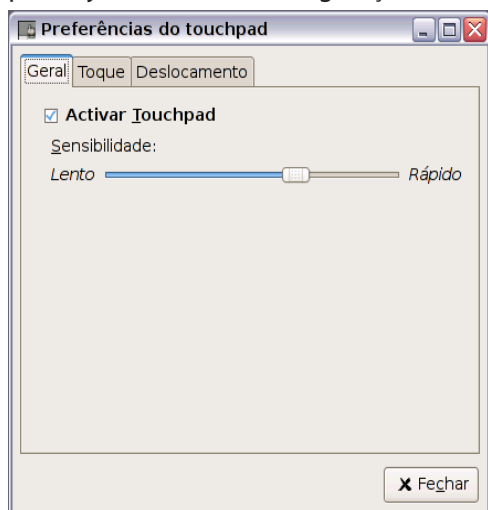 Preferências do touchpad
Geral Toque Deslocamento
Activar Touchpad
Sensibilidade:
Lento Rápido
Fechar